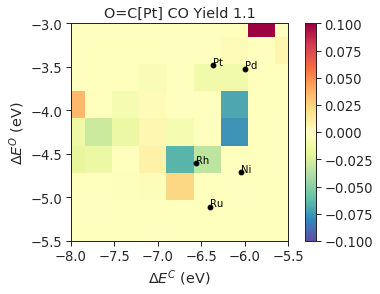 O=C[Pt] CO Yield 1.1
−3.0
−3.5
−4.0
−4.5
−5.0
−5.5
ΔE^O (eV)
Pt
Pd
Rh
Ni
Ru
−8.0 −7.5 −7.0 −6.5 −6.0 −5.5
ΔE^C (eV)
0.100
0.075
0.050
0.025
0.000
−0.025
−0.050
−0.075
−0.100